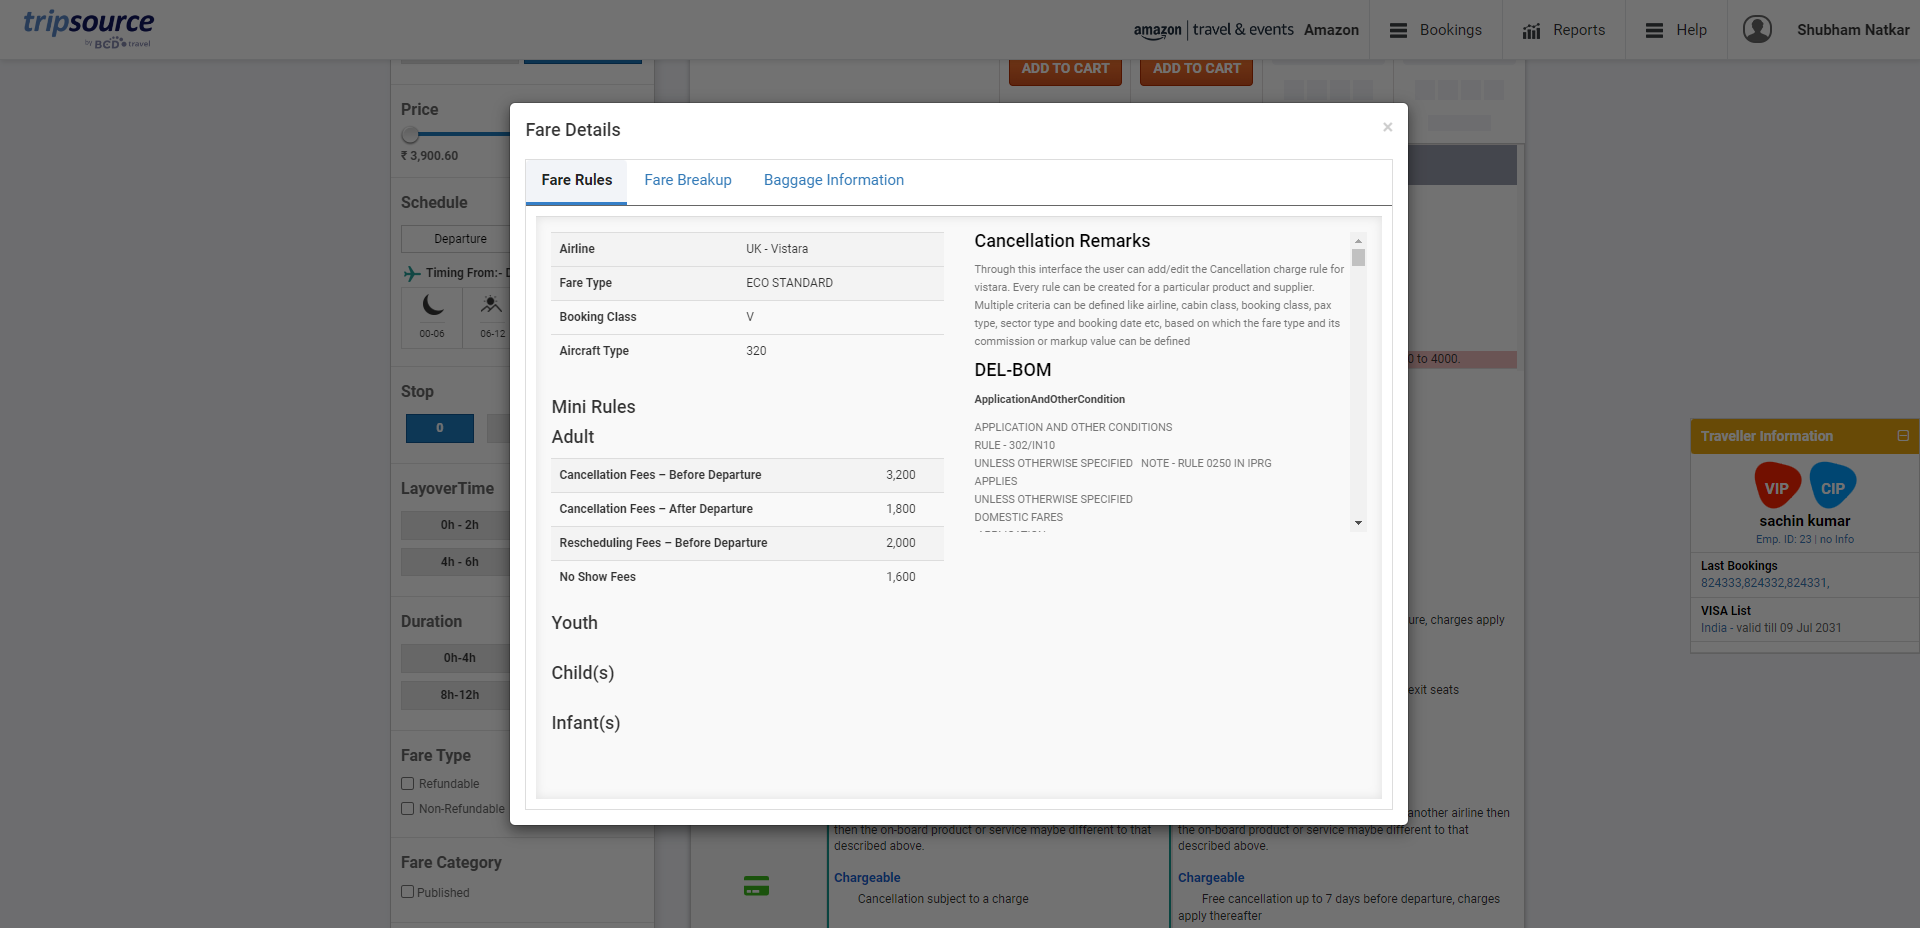 tripsource
by BCD travel
amazon | travel & events Amazon
Bookings
Reports
Help
Shubham Natkar
ADD TO CART
ADD TO CART
Price
₹ 3,900.60
Schedule
Departure
Timing From:- D
00-06
06-12
Stop
0
LayoverTime
0h - 2h
4h - 6h
Duration
0h-4h
8h-12h
Fare Type
Refundable
Non-Refundable
Fare Category
Published
Fare Details
×
Fare Rules
Fare Breakup
Baggage Information
Airline UK - Vistara
Fare Type ECO STANDARD
Booking Class V
Aircraft Type 320
Mini Rules
Adult
Cancellation Fees – Before Departure 3,200
Cancellation Fees – After Departure 1,800
Rescheduling Fees – Before Departure 2,000
No Show Fees 1,600
Youth
Child(s)
Infant(s)
Cancellation Remarks
Through this interface the user can add/edit the Cancellation charge rule for
vistara. Every rule can be created for a particular product and supplier.
Multiple criteria can be defined like airline, cabin class, booking class, pax
type, sector type and booking date etc, based on which the fare type and its
commission or markup value can be defined
DEL-BOM
ApplicationAndOtherCondition
APPLICATION AND OTHER CONDITIONS
RULE - 302/IN10
UNLESS OTHERWISE SPECIFIED NOTE - RULE 0250 IN IPRG
APPLIES
UNLESS OTHERWISE SPECIFIED
DOMESTIC FARES
0 to 4000.
ure, charges apply
exit seats
another airline then
then the on-board product or service maybe different to that
described above.
the on-board product or service maybe different to that
described above.
Chargeable
Cancellation subject to a charge
Chargeable
Free cancellation up to 7 days before departure, charges
apply thereafter
Traveller Information
VIP
CIP
sachin kumar
Emp. ID: 23 | no Info
Last Bookings
824333,824332,824331,
VISA List
India - valid till 09 Jul 2031